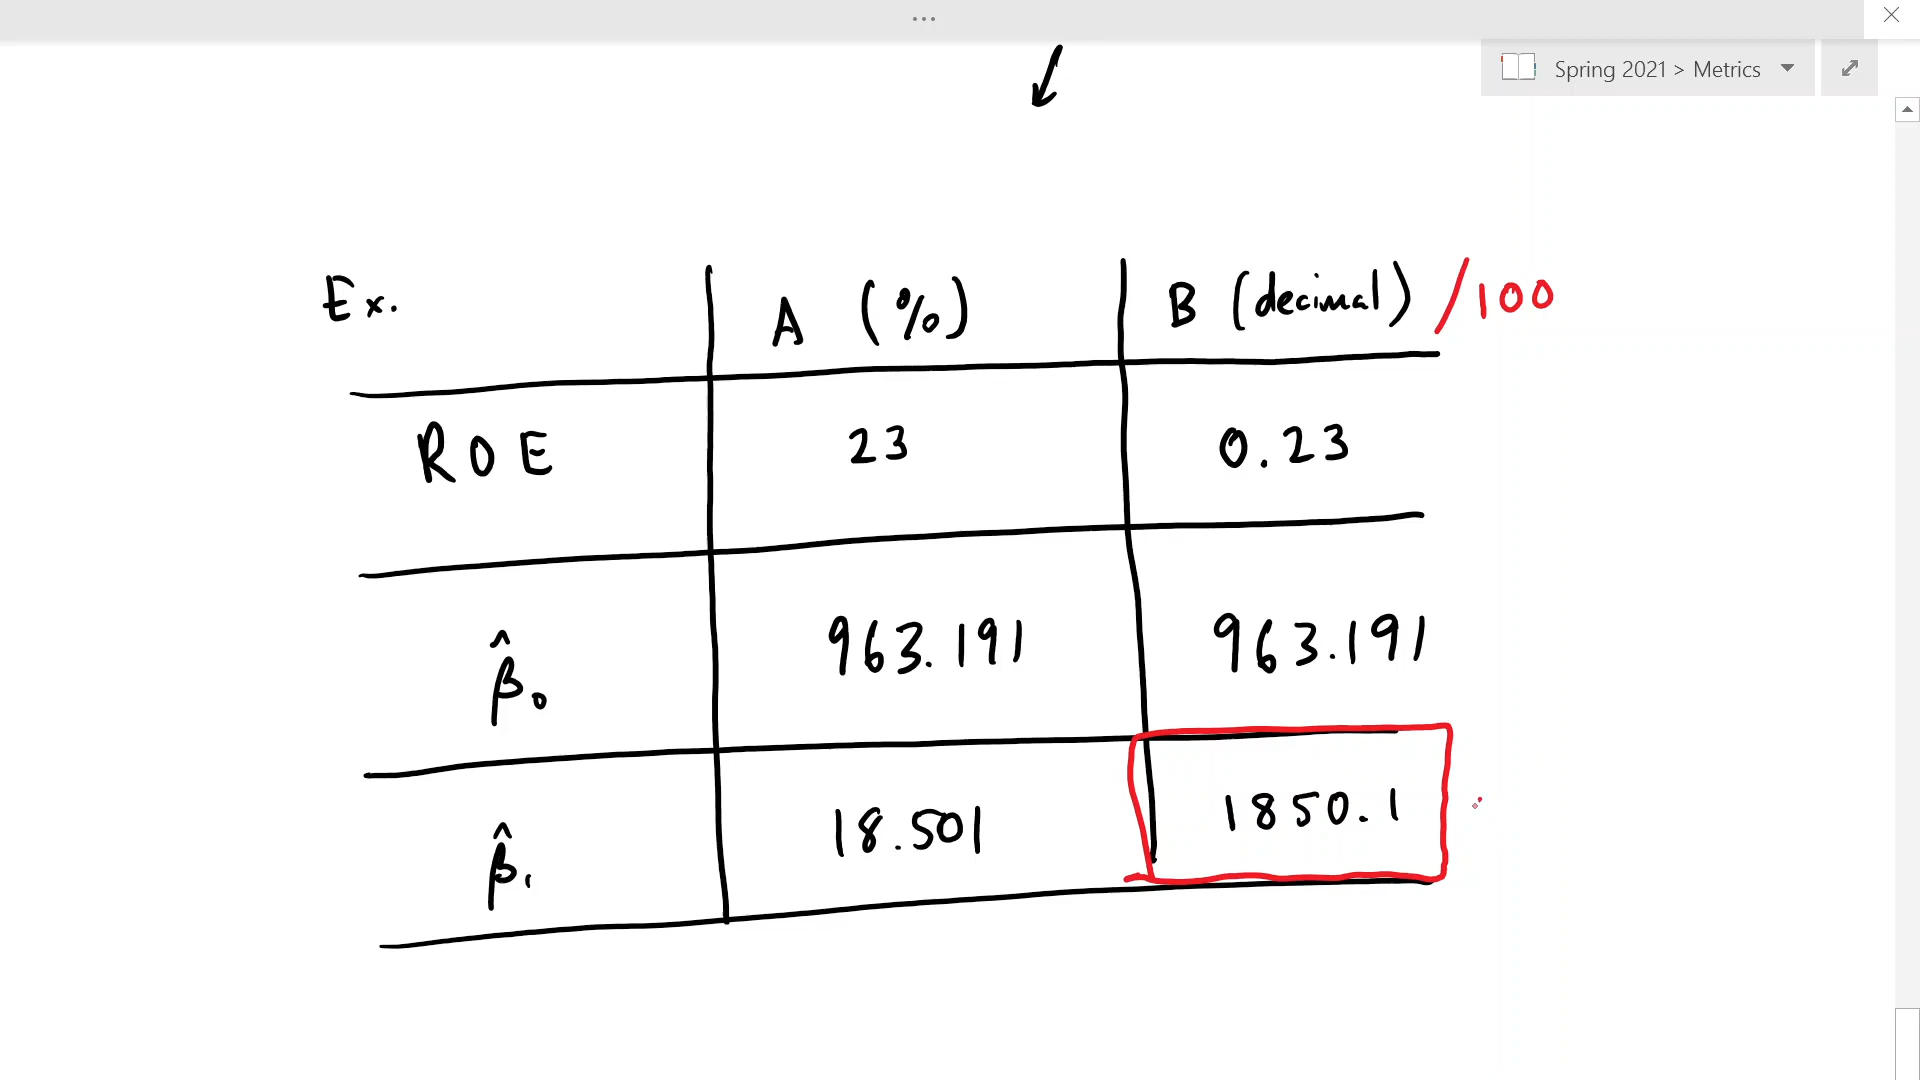 ...
Spring 2021 > Metrics
Ex. A (%) B (decimal) /100
ROE 23 0.23
β̂₀ 963.191 963.191
β̂₁ 18.501 1850.1